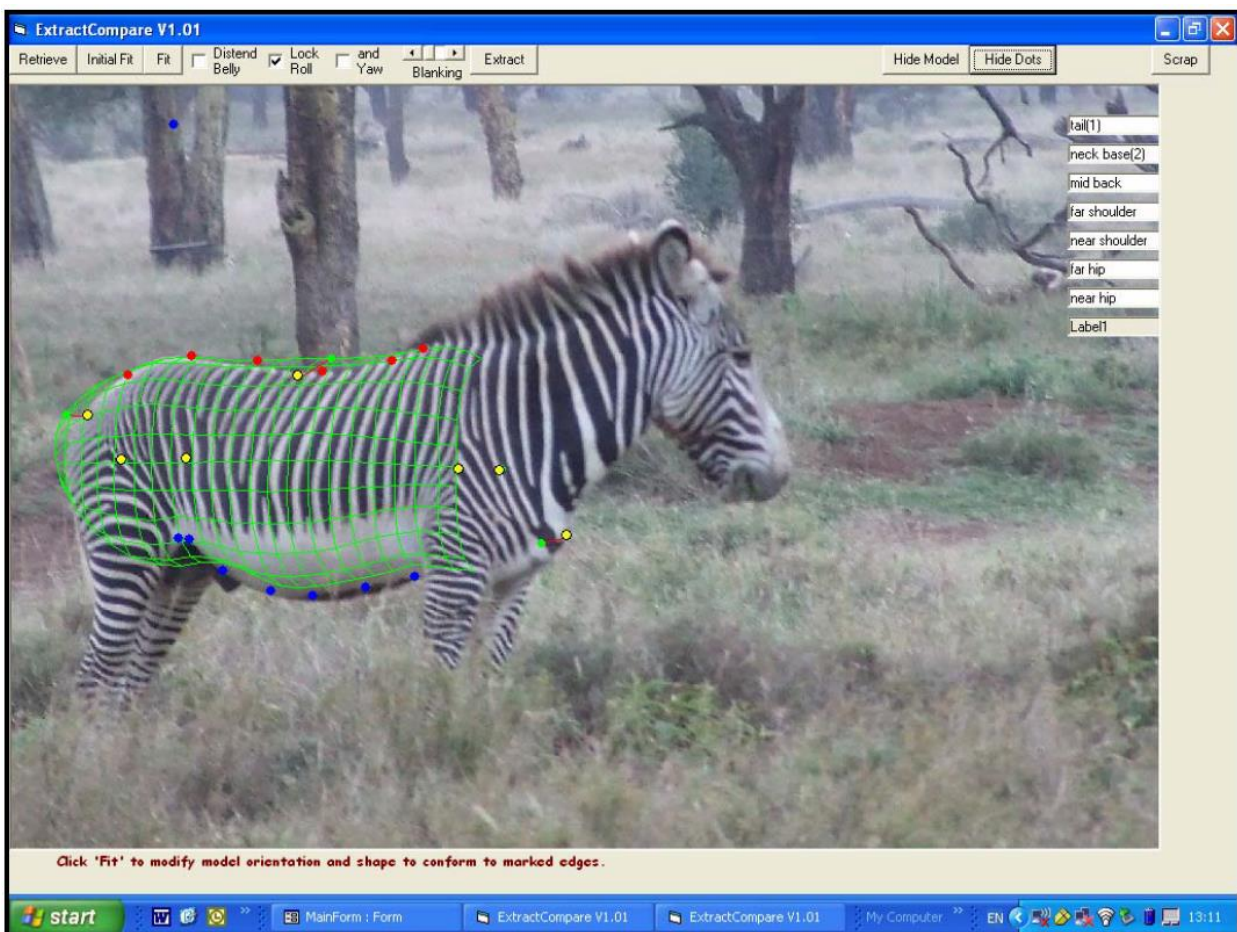 ExtractCompare V1.01
Retrieve Initial Fit Fit Distend Belly Lock Roll and Yaw Blanking Extract Hide Model Hide Dots Scrap
tail(1)
neck base(2)
mid back
far shoulder
near shoulder
far hip
near hip
Label1
Click 'Fit' to modify model orientation and shape to conform to marked edges.
start MainForm : Form ExtractCompare V1.01 ExtractCompare V1.01 My Computer EN 13:11